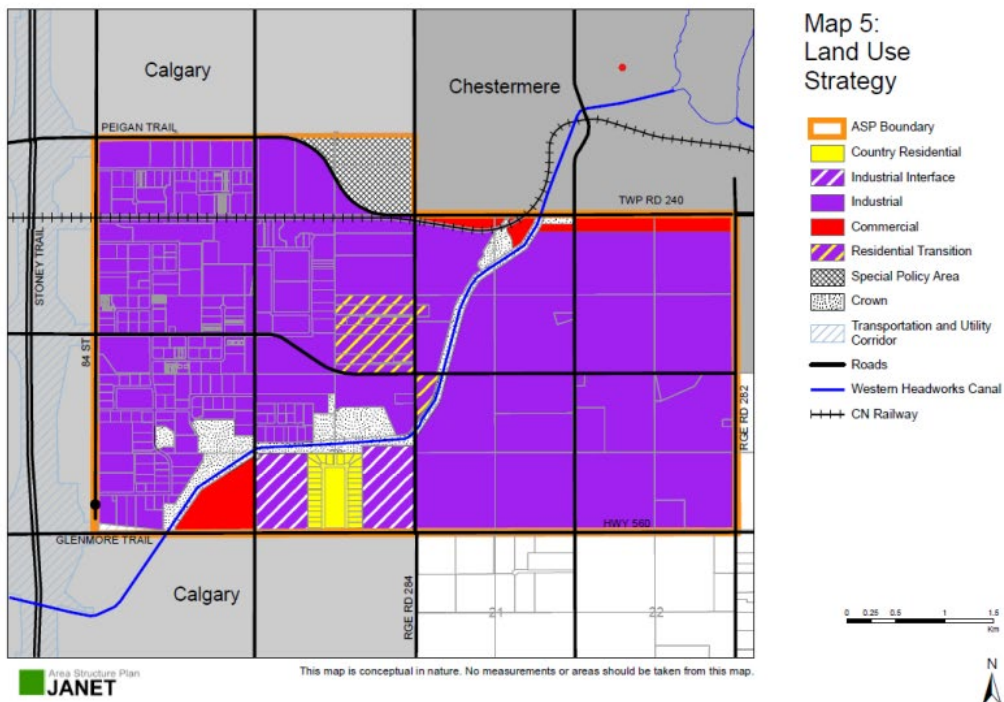 Map 5:
Land Use
Strategy
Calgary
Chestermere
PEIGAN TRAIL
TWP RD 240
STONEY TRAIL
84 ST
RGE RD 282
HWY 560
GLENMORE TRAIL
Calgary
RGE RD 284
21
22
ASP Boundary
Country Residential
Industrial Interface
Industrial
Commercial
Residential Transition
Special Policy Area
Crown
Transportation and Utility
Corridor
Roads
Western Headworks Canal
CN Railway
0 0.25 0.5 1 1.5
Km
N
Area Structure Plan
JANET
This map is conceptual in nature. No measurements or areas should be taken from this map.